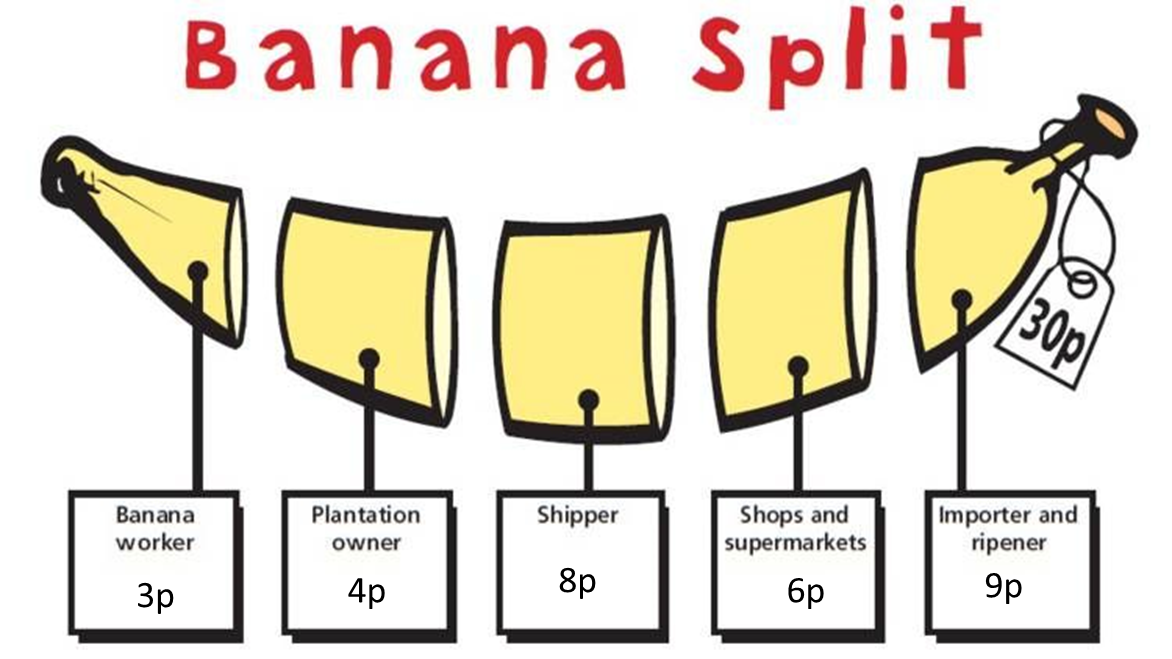 Banana Split
30p
Banana
worker
3p
Plantation
owner
4p
Shipper
8p
Shops and
supermarkets
6p
Importer and
ripener
9p